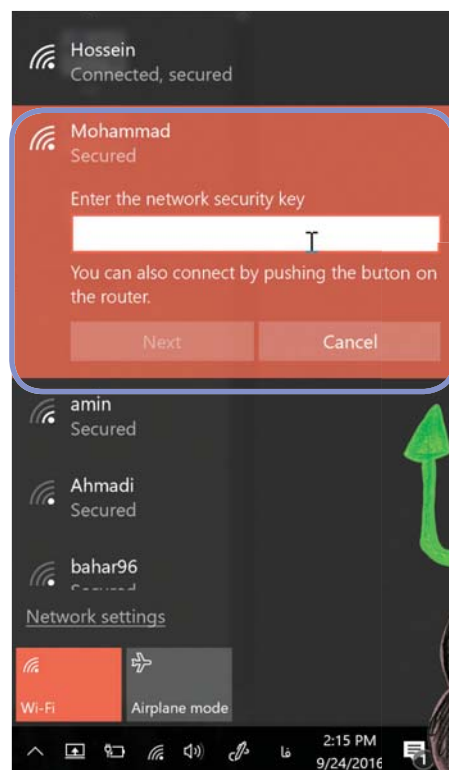 Hossein
Connected, secured
Mohammad
Secured
Enter the network security key
You can also connect by pushing the button on
the router.
Next
Cancel
amin
Secured
Ahmadi
Secured
bahar96
Network settings
Wi-Fi
Airplane mode
فا
2:15 PM
9/24/2016
1